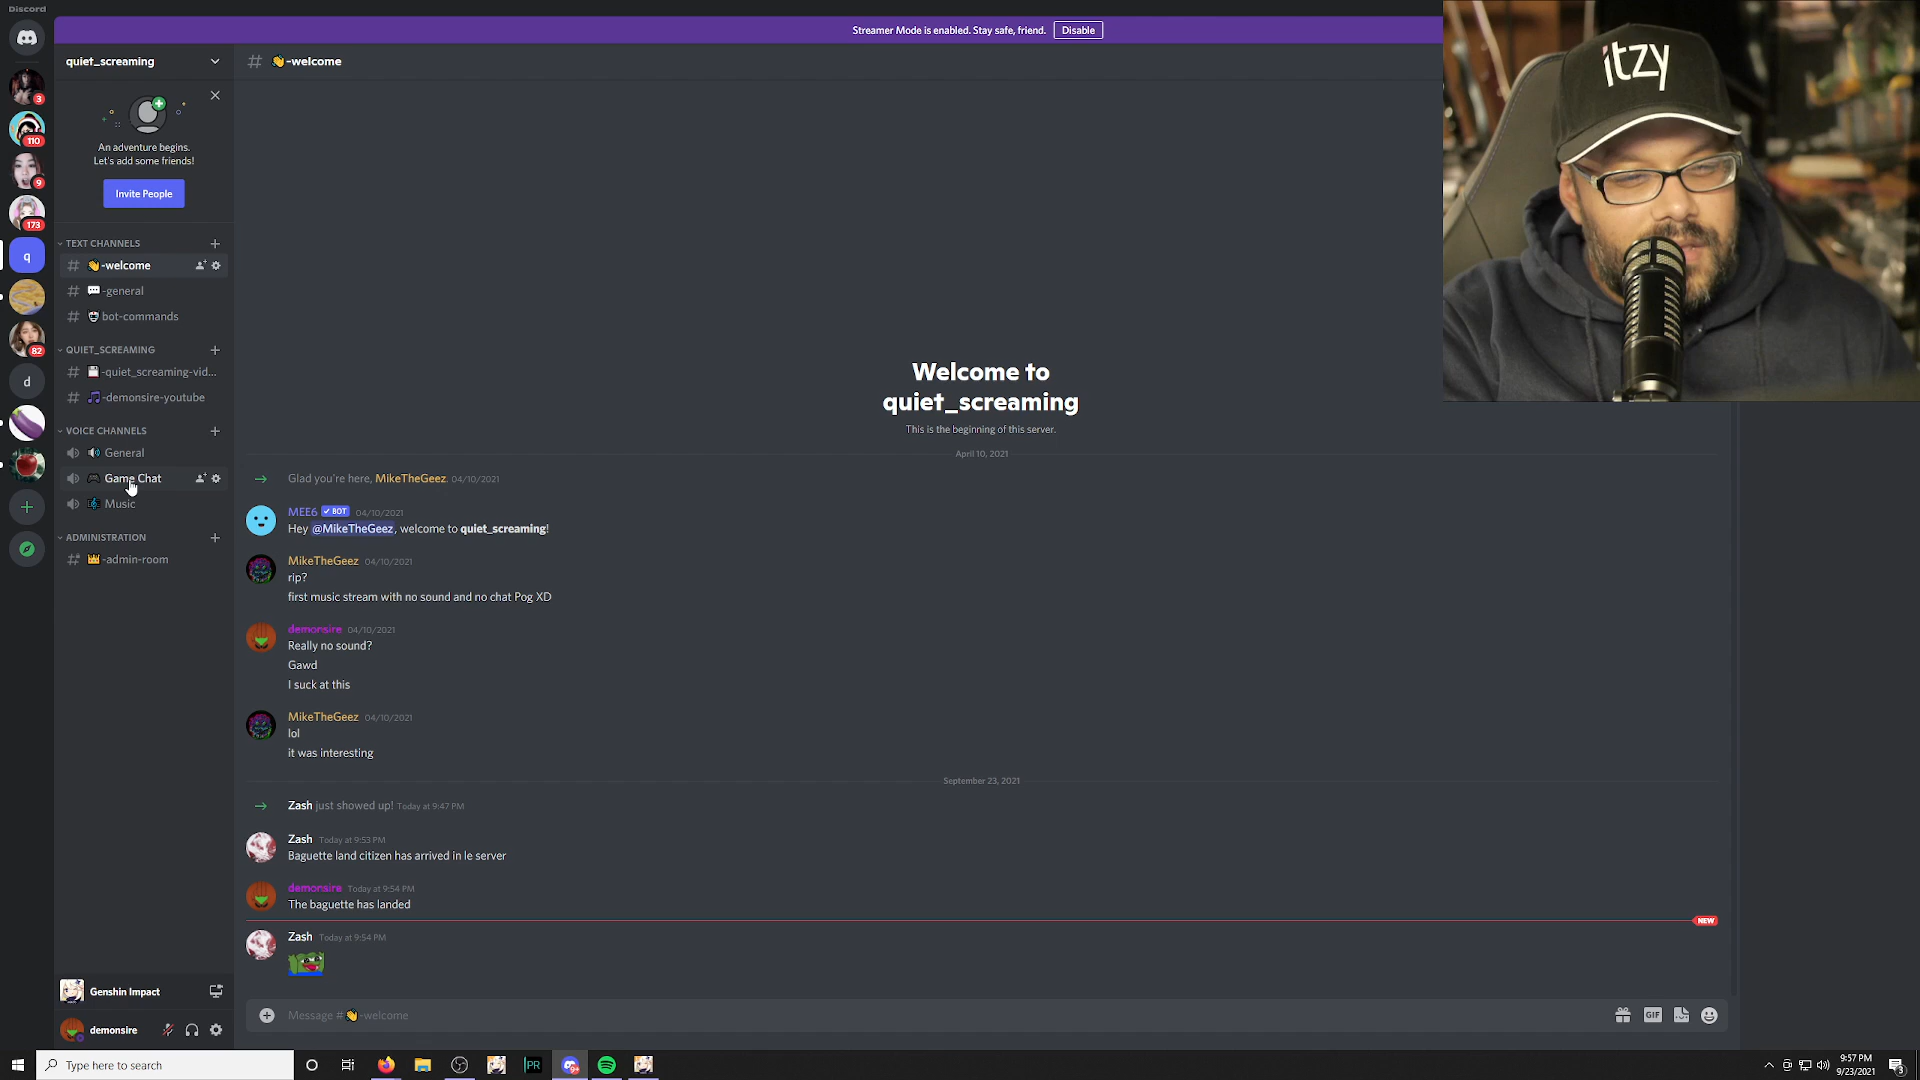 Discord
Streamer Mode is enabled. Stay safe, friend.
Disable
quiet_screaming
# 👋-welcome
An adventure begins.
Let's add some friends!
Invite People
TEXT CHANNELS
# 👋-welcome
# 💬-general
# 🤖bot-commands
QUIET_SCREAMING
# 💾-quiet_screaming-vid...
# 🎵-demonsire-youtube
VOICE CHANNELS
🔊 General
🎮 Game Chat
🎼 Music
ADMINISTRATION
# 👑-admin-room
3
110
9
173
q
82
d
Genshin Impact
demonsire
Welcome to
quiet_screaming
This is the beginning of this server.
April 10, 2021
Glad you're here, MikeTheGeez. 04/10/2021
MEE6 ✔ BOT 04/10/2021
Hey @MikeTheGeez, welcome to quiet_screaming!
MikeTheGeez 04/10/2021
rip?
first music stream with no sound and no chat Pog XD
demonsire 04/10/2021
Really no sound?
Gawd
I suck at this
MikeTheGeez 04/10/2021
lol
it was interesting
September 23, 2021
Zash just showed up! Today at 9:47 PM
Zash Today at 9:53 PM
Baguette land citizen has arrived in le server
demonsire Today at 9:54 PM
The baguette has landed
NEW
Zash Today at 9:54 PM
Message #👋-welcome
GIF
itzy
Type here to search
PR
9:57 PM
9/23/2021
3